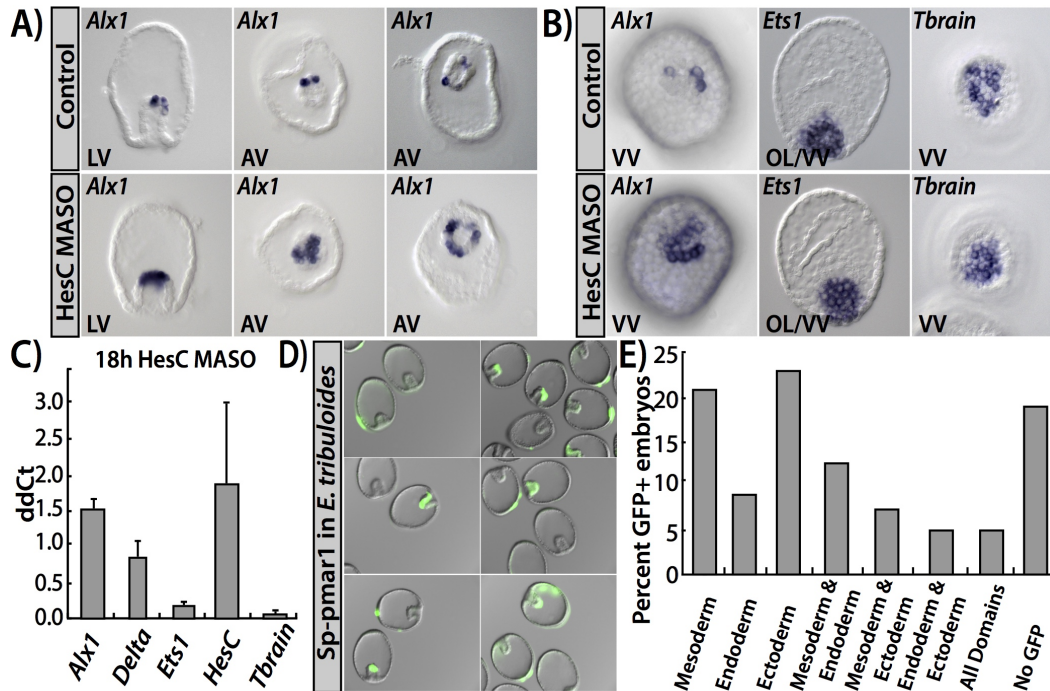 A)
Control
Alx1
Alx1
Alx1
LV
AV
AV
HesC MASO
Alx1
Alx1
Alx1
LV
AV
AV
B)
Control
Alx1
Ets1
Tbrain
VV
OL/VV
VV
HesC MASO
Alx1
Ets1
Tbrain
VV
OL/VV
VV
C)
18h HesC MASO
ddCt
3.0
2.5
2.0
1.5
1.0
0.5
0.0
Alx1
Delta
Ets1
HesC
Tbrain
D)
Sp-pmar1 in E. tribuloides
E)
Percent GFP+ embryos
25
20
15
10
5
0
Mesoderm
Endoderm
Ectoderm
Mesoderm &
Endoderm
Mesoderm &
Ectoderm
Endoderm &
Ectoderm
All Domains
No GFP